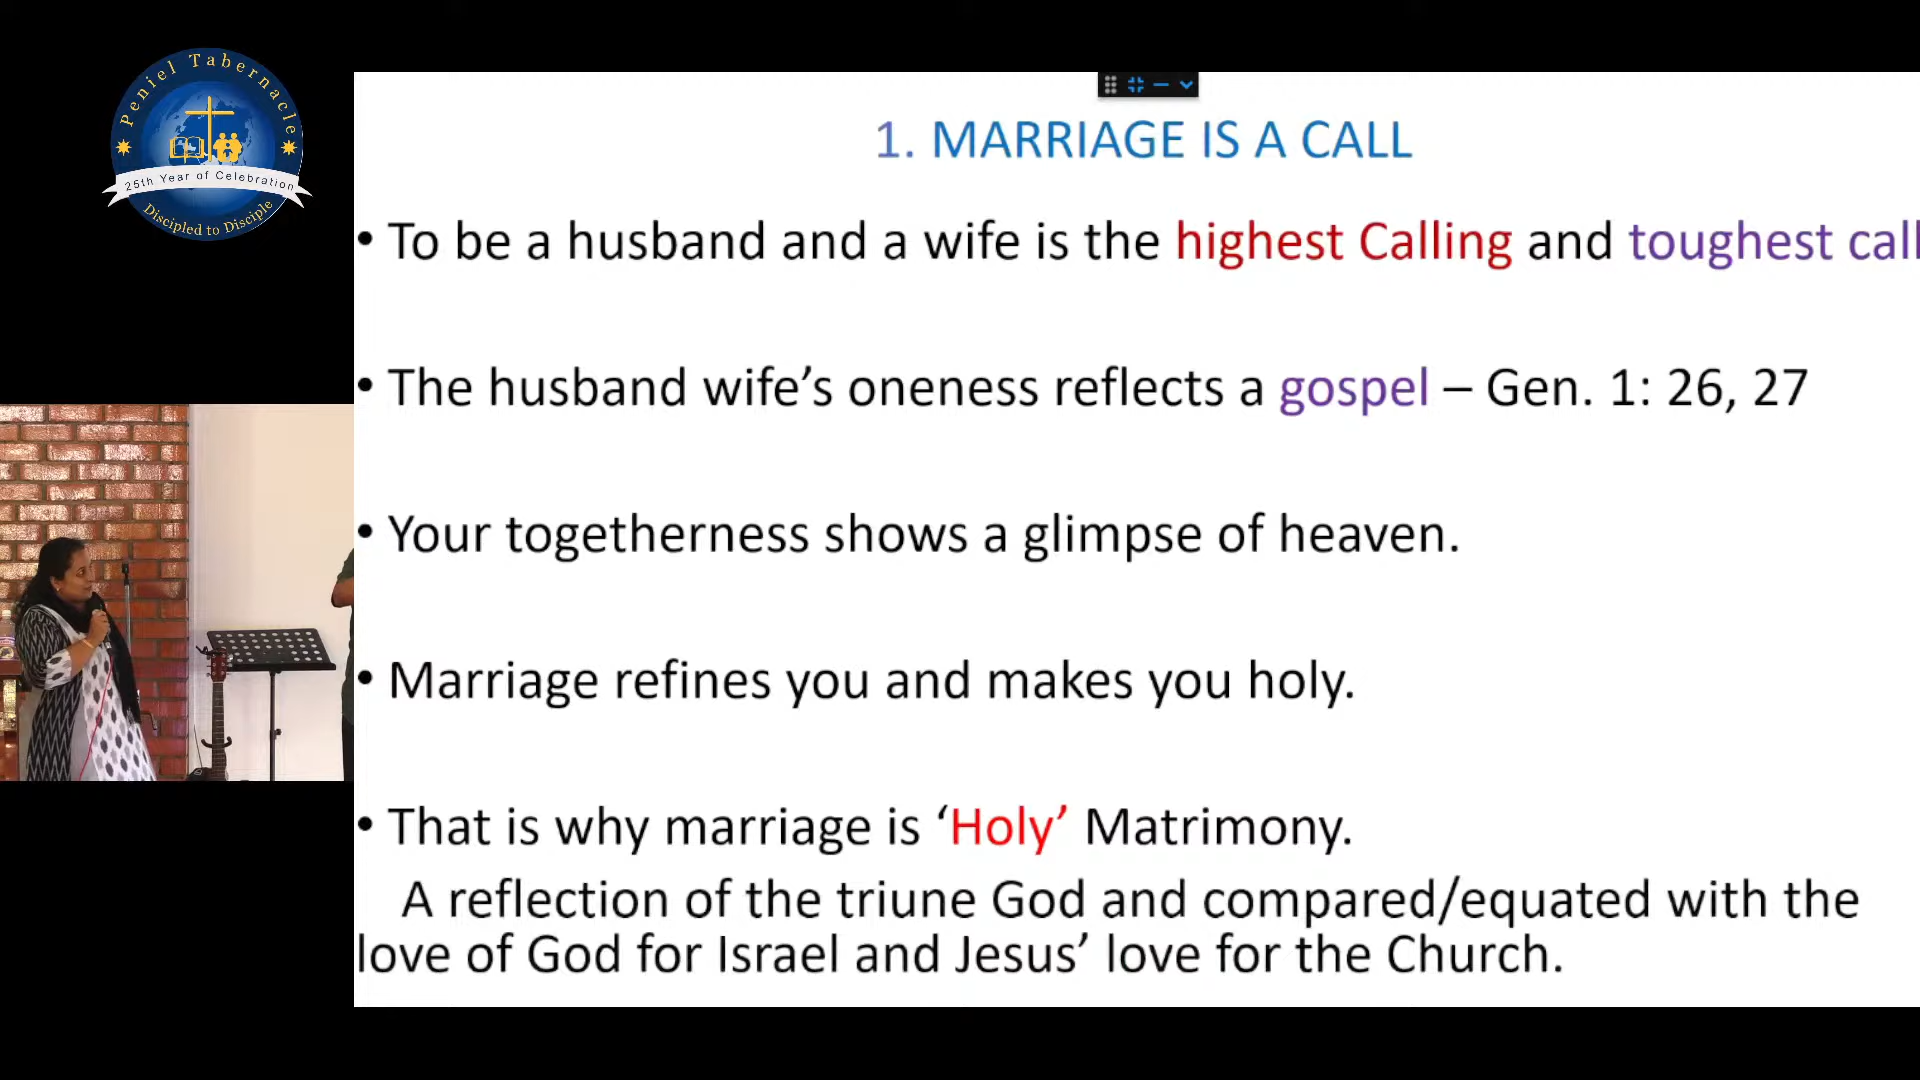 Peniel Tabernacle
25th Year of Celebration
Discipled to Disciple
1. MARRIAGE IS A CALL
• To be a husband and a wife is the highest Calling and toughest call
• The husband wife’s oneness reflects a gospel – Gen. 1: 26, 27
• Your togetherness shows a glimpse of heaven.
• Marriage refines you and makes you holy.
• That is why marriage is ‘Holy’ Matrimony.
A reflection of the triune God and compared/equated with the
love of God for Israel and Jesus’ love for the Church.